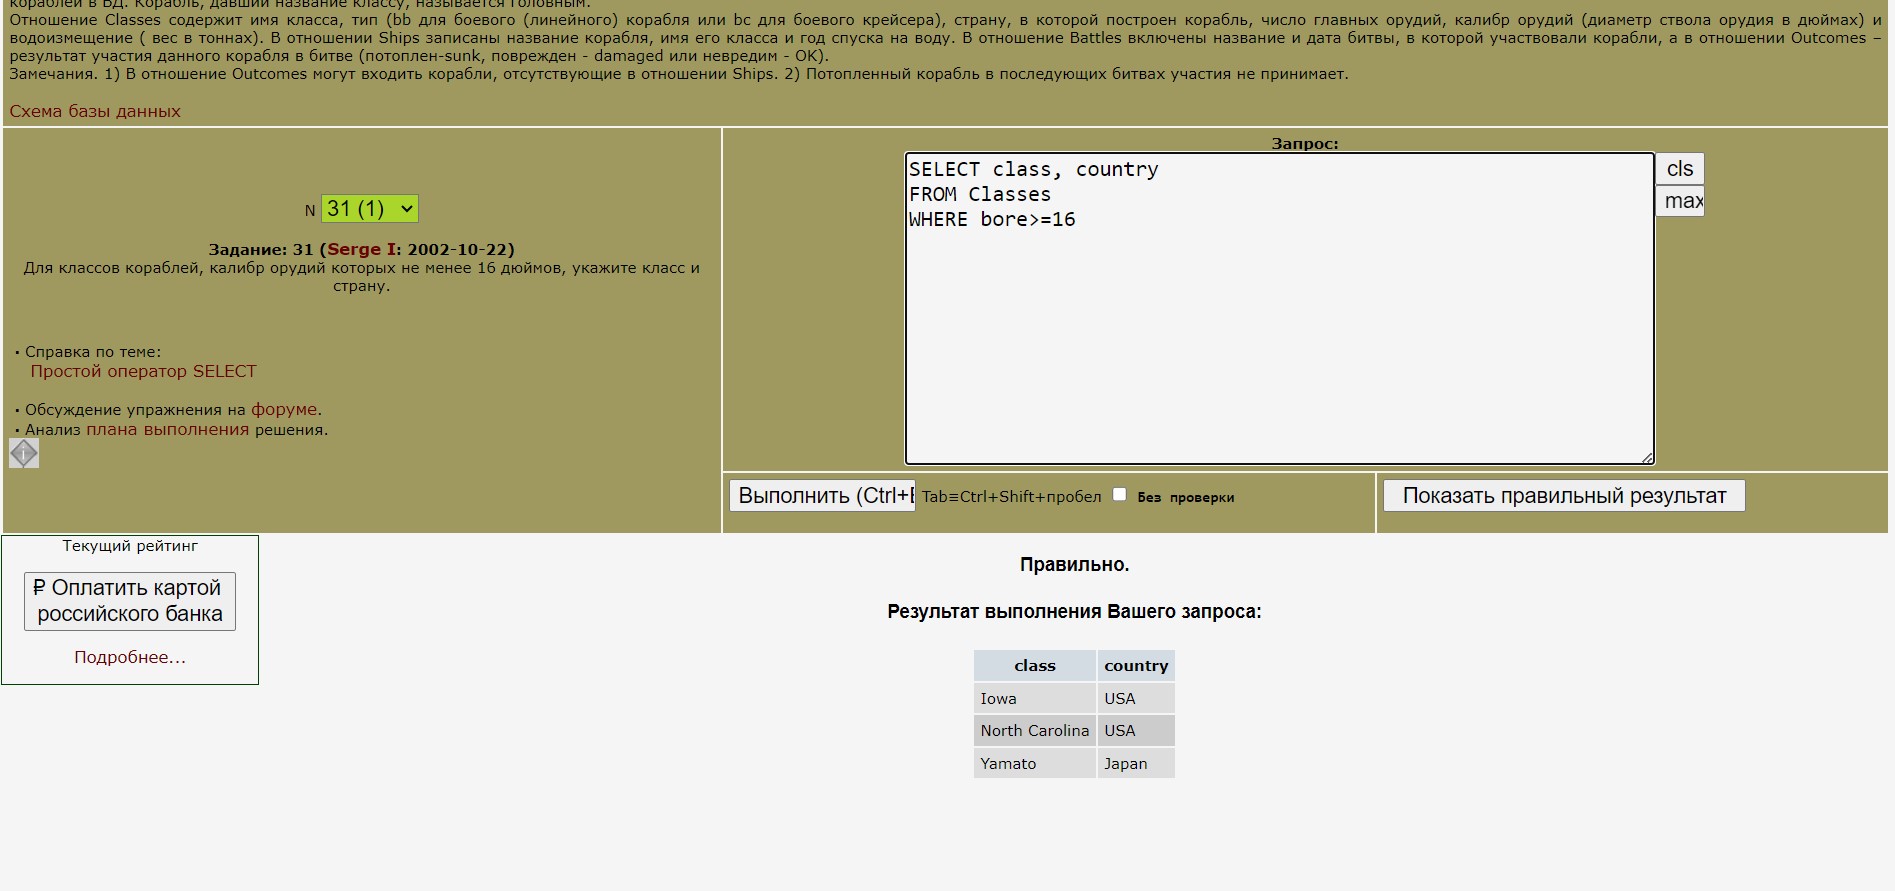 кораблей в БД. Корабль, давший название классу, называется головным.
Отношение Classes содержит имя класса, тип (bb для боевого (линейного) корабля или bc для боевого крейсера), страну, в которой построен корабль, число главных орудий, калибр орудий (диаметр ствола орудия в дюймах) и
водоизмещение ( вес в тоннах). В отношении Ships записаны название корабля, имя его класса и год спуска на воду. В отношение Battles включены название и дата битвы, в которой участвовали корабли, а в отношении Outcomes –
результат участия данного корабля в битве (потоплен-sunk, поврежден - damaged или невредим - OK).
Замечания. 1) В отношение Outcomes могут входить корабли, отсутствующие в отношении Ships. 2) Потопленный корабль в последующих битвах участия не принимает.
Схема базы данных
N 31 (1)
Задание: 31 (Serge I: 2002-10-22)
Для классов кораблей, калибр орудий которых не менее 16 дюймов, укажите класс и
страну.
• Справка по теме:
Простой оператор SELECT
• Обсуждение упражнения на форуме.
• Анализ плана выполнения решения.
Запрос:
SELECT class, country
FROM Classes
WHERE bore>=16
cls
max
Выполнить (Ctrl+E Tab=Ctrl+Shift+пробел Без проверки
Показать правильный результат
Текущий рейтинг
₽ Оплатить картой
российского банка
Подробнее...
Правильно.
Результат выполнения Вашего запроса:
class country
Iowa USA
North Carolina USA
Yamato Japan